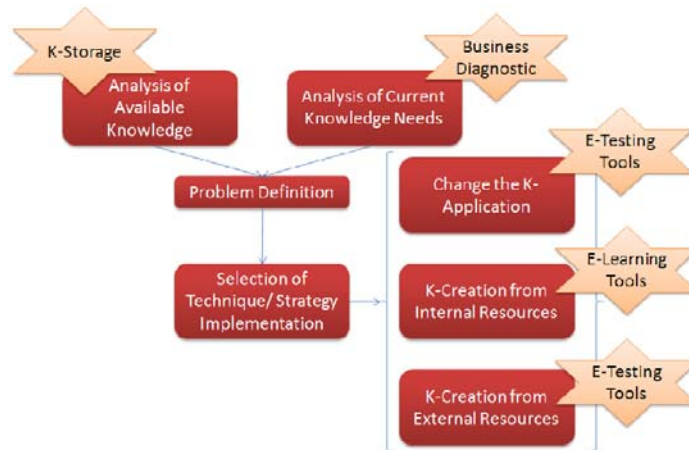 K-Storage
Analysis of
Available
Knowledge
Business
Diagnostic
Analysis of Current
Knowledge Needs
Problem Definition
Selection of
Technique/ Strategy
Implementation
E-Testing
Tools
Change the K-
Application
E-Learning
Tools
K-Creation from
Internal Resources
E-Testing
Tools
K-Creation from
External Resources